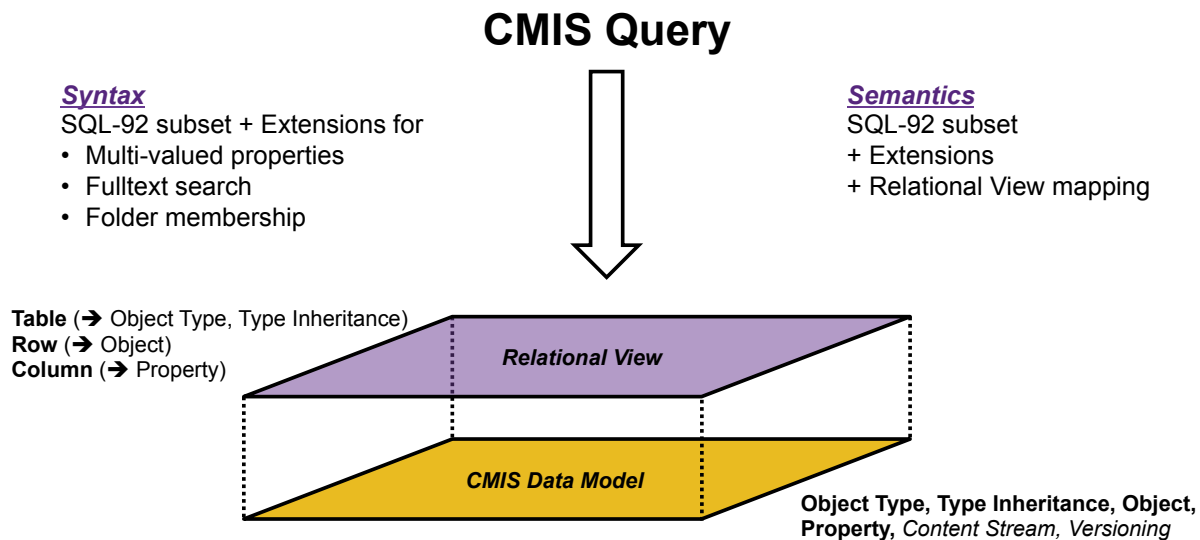 CMIS Query
Syntax
SQL-92 subset + Extensions for
• Multi-valued properties
• Fulltext search
• Folder membership
Semantics
SQL-92 subset
+ Extensions
+ Relational View mapping
Table (➔ Object Type, Type Inheritance)
Row (➔ Object)
Column (➔ Property)
Relational View
CMIS Data Model
Object Type, Type Inheritance, Object,
Property, Content Stream, Versioning